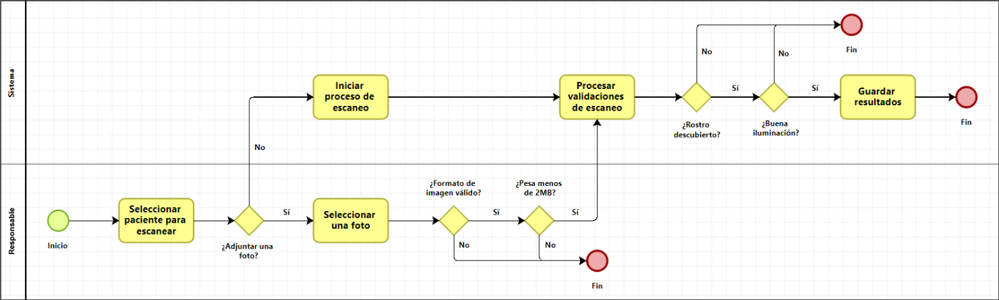 Sistema
Iniciar
proceso de
escaneo
Procesar
validaciones
de escaneo
No
No
Fin
Sí
Sí
¿Rostro
descubierto?
¿Buena
iluminación?
Guardar
resultados
Fin
No
Responsable
Inicio
Seleccionar
paciente para
escanear
¿Adjuntar una
foto?
Sí
Seleccionar
una foto
¿Formato de
imagen válido?
Sí
No
¿Pesa menos
de 2MB?
Sí
No
Fin